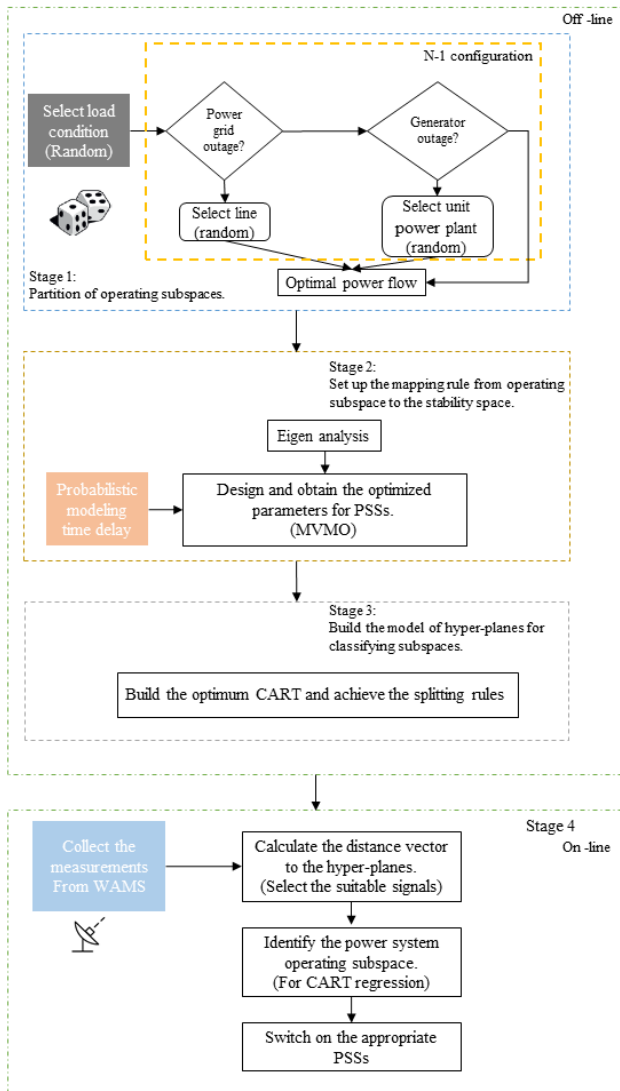 Off -line
N-1 configuration
Select load
condition
(Random)
Power
grid
outage?
Generator
outage?
Select line
(random)
Select unit
power plant
(random)
Stage 1:
Partition of operating subspaces.
Optimal power flow
Stage 2:
Set up the mapping rule from operating
subspace to the stability space.
Eigen analysis
Probabilistic
modeling
time delay
Design and obtain the optimized
parameters for PSSs.
(MVMO)
Stage 3:
Build the model of hyper-planes for
classifying subspaces.
Build the optimum CART and achieve the splitting rules
Stage 4
On -line
Collect the
measurements
From WAMS
Calculate the distance vector
to the hyper-planes.
(Select the suitable signals)
Identify the power system
operating subspace.
(For CART regression)
Switch on the appropriate
PSSs